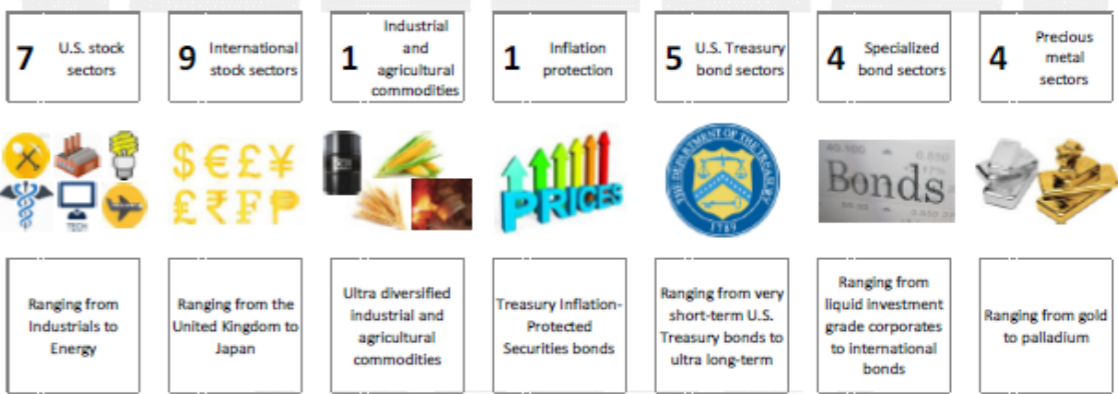 7
U.S. stock
sectors
9
International
stock sectors
1
Industrial
and
agricultural
commodities
1
Inflation
protection
5
U.S. Treasury
bond sectors
4
Specialized
bond sectors
4
Precious
metal
sectors
$ € £ ¥
£ ₹ ₣ ₱
TECH
PRICES
THE DEPARTMENT OF THE TREASURY
1789
Bonds
Ranging from
Industrials to
Energy
Ranging from the
United Kingdom to
Japan
Ultra diversified
industrial and
agricultural
commodities
Treasury Inflation-
Protected
Securities bonds
Ranging from very
short-term U.S.
Treasury bonds to
ultra long-term
Ranging from
liquid investment
grade corporates
to international
bonds
Ranging from gold
to palladium